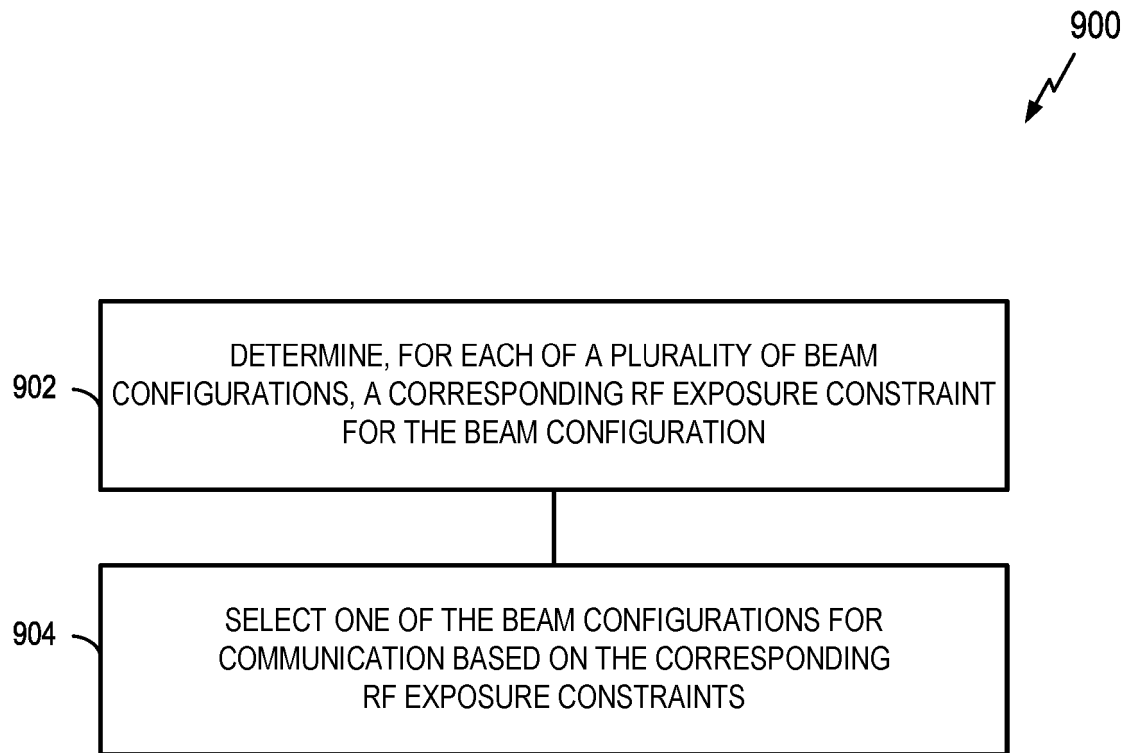 900
902
DETERMINE, FOR EACH OF A PLURALITY OF BEAM
CONFIGURATIONS, A CORRESPONDING RF EXPOSURE CONSTRAINT
FOR THE BEAM CONFIGURATION
904
SELECT ONE OF THE BEAM CONFIGURATIONS FOR
COMMUNICATION BASED ON THE CORRESPONDING
RF EXPOSURE CONSTRAINTS